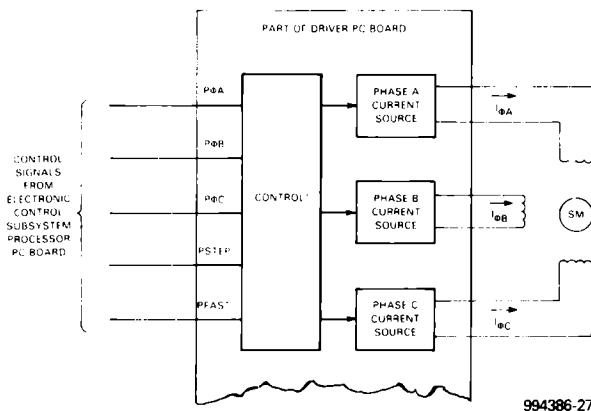 PART OF DRIVER PC BOARD
CONTROL
SIGNALS
FROM
ELECTRONIC
CONTROL
SUBSYSTEM
PROCESSOR
PC BOARD
PΦA
PΦB
PΦC
PSTEP
PFAST
CONTROL
PHASE A
CURRENT
SOURCE
PHASE B
CURRENT
SOURCE
PHASE C
CURRENT
SOURCE
IΦA
IΦB
IΦC
SM
994386-27